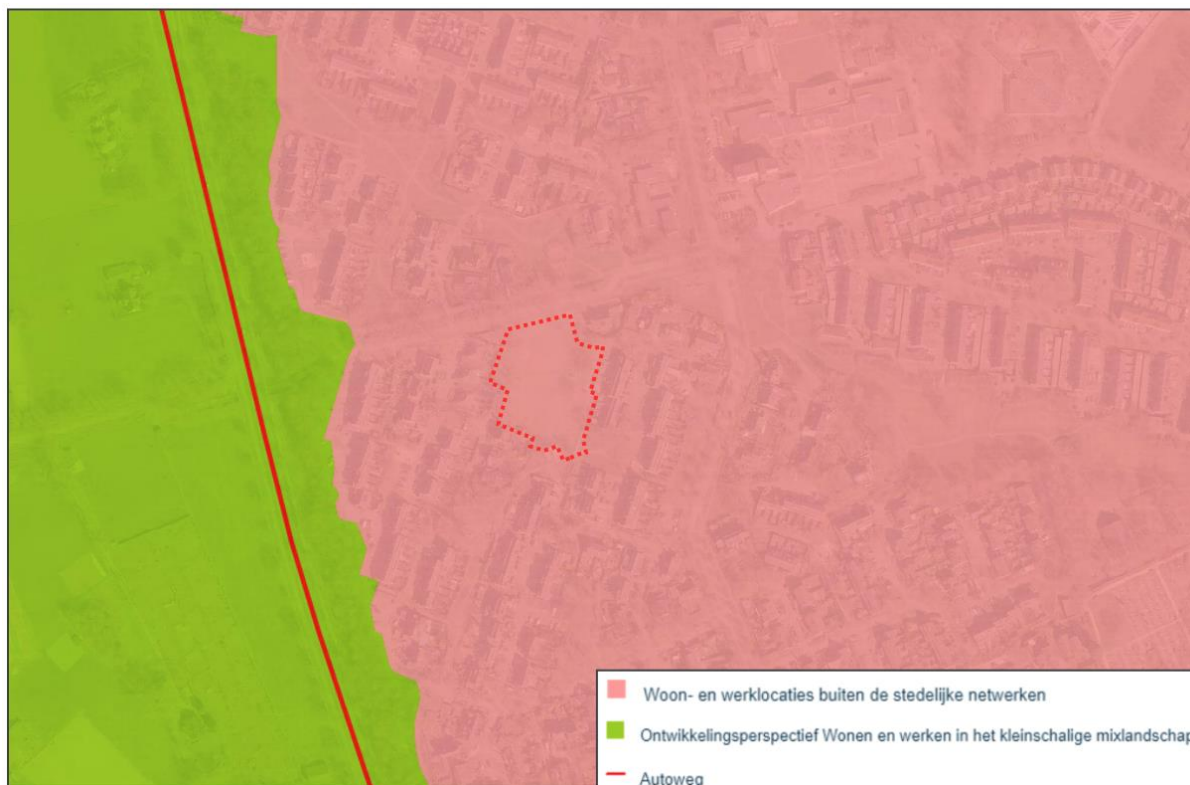 Woon- en werklocaties buiten de stedelijke netwerken
Ontwikkelingsperspectief Wonen en werken in het kleinschalige mixlandschap
Autoweg